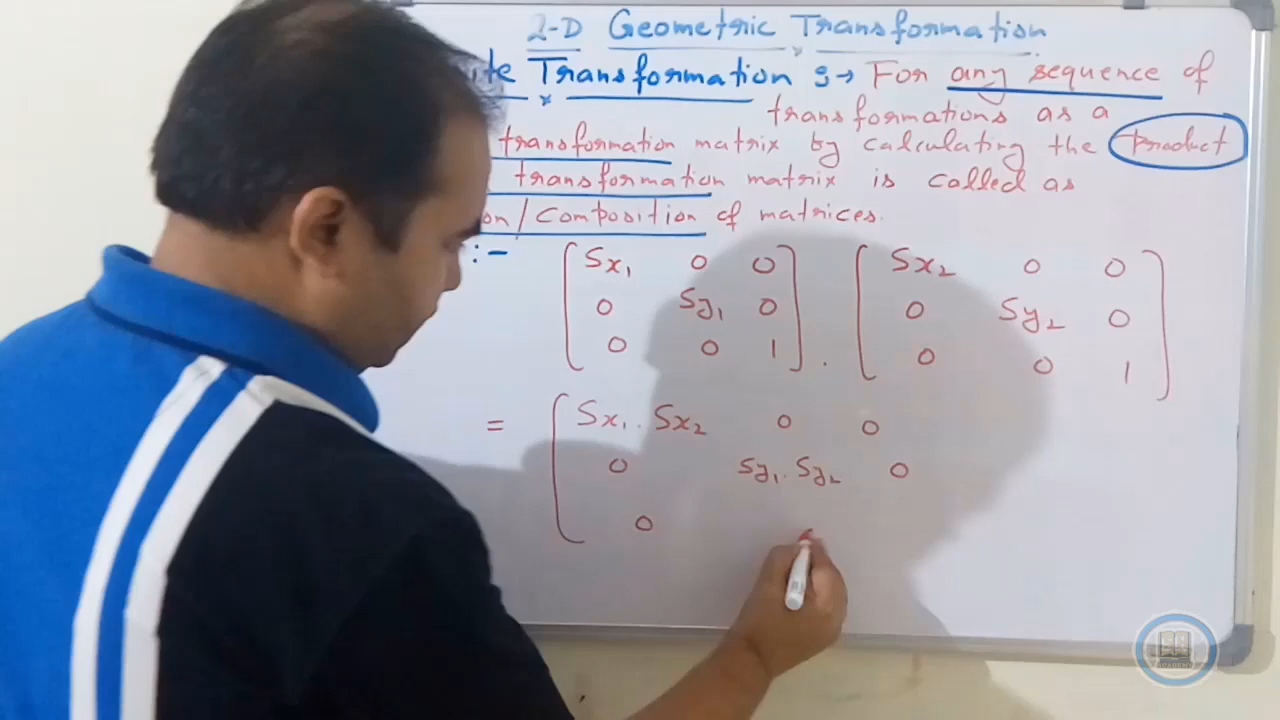 2-D Geometric Transformation
Transformation :→ For any sequence of
transformations as a
transformation matrix by calculating the product
transformation matrix is called as
/ Composition of matrices.
:-
[ Sx₁ 0 0 ] . [ Sx₂ 0 0 ]
[ 0 Sy₁ 0 ] [ 0 Sy₂ 0 ]
[ 0 0 1 ] [ 0 0 1 ]
= [ Sx₁ . Sx₂ 0 0
0 Sy₁ . Sy₂ 0
0
ACADEMY